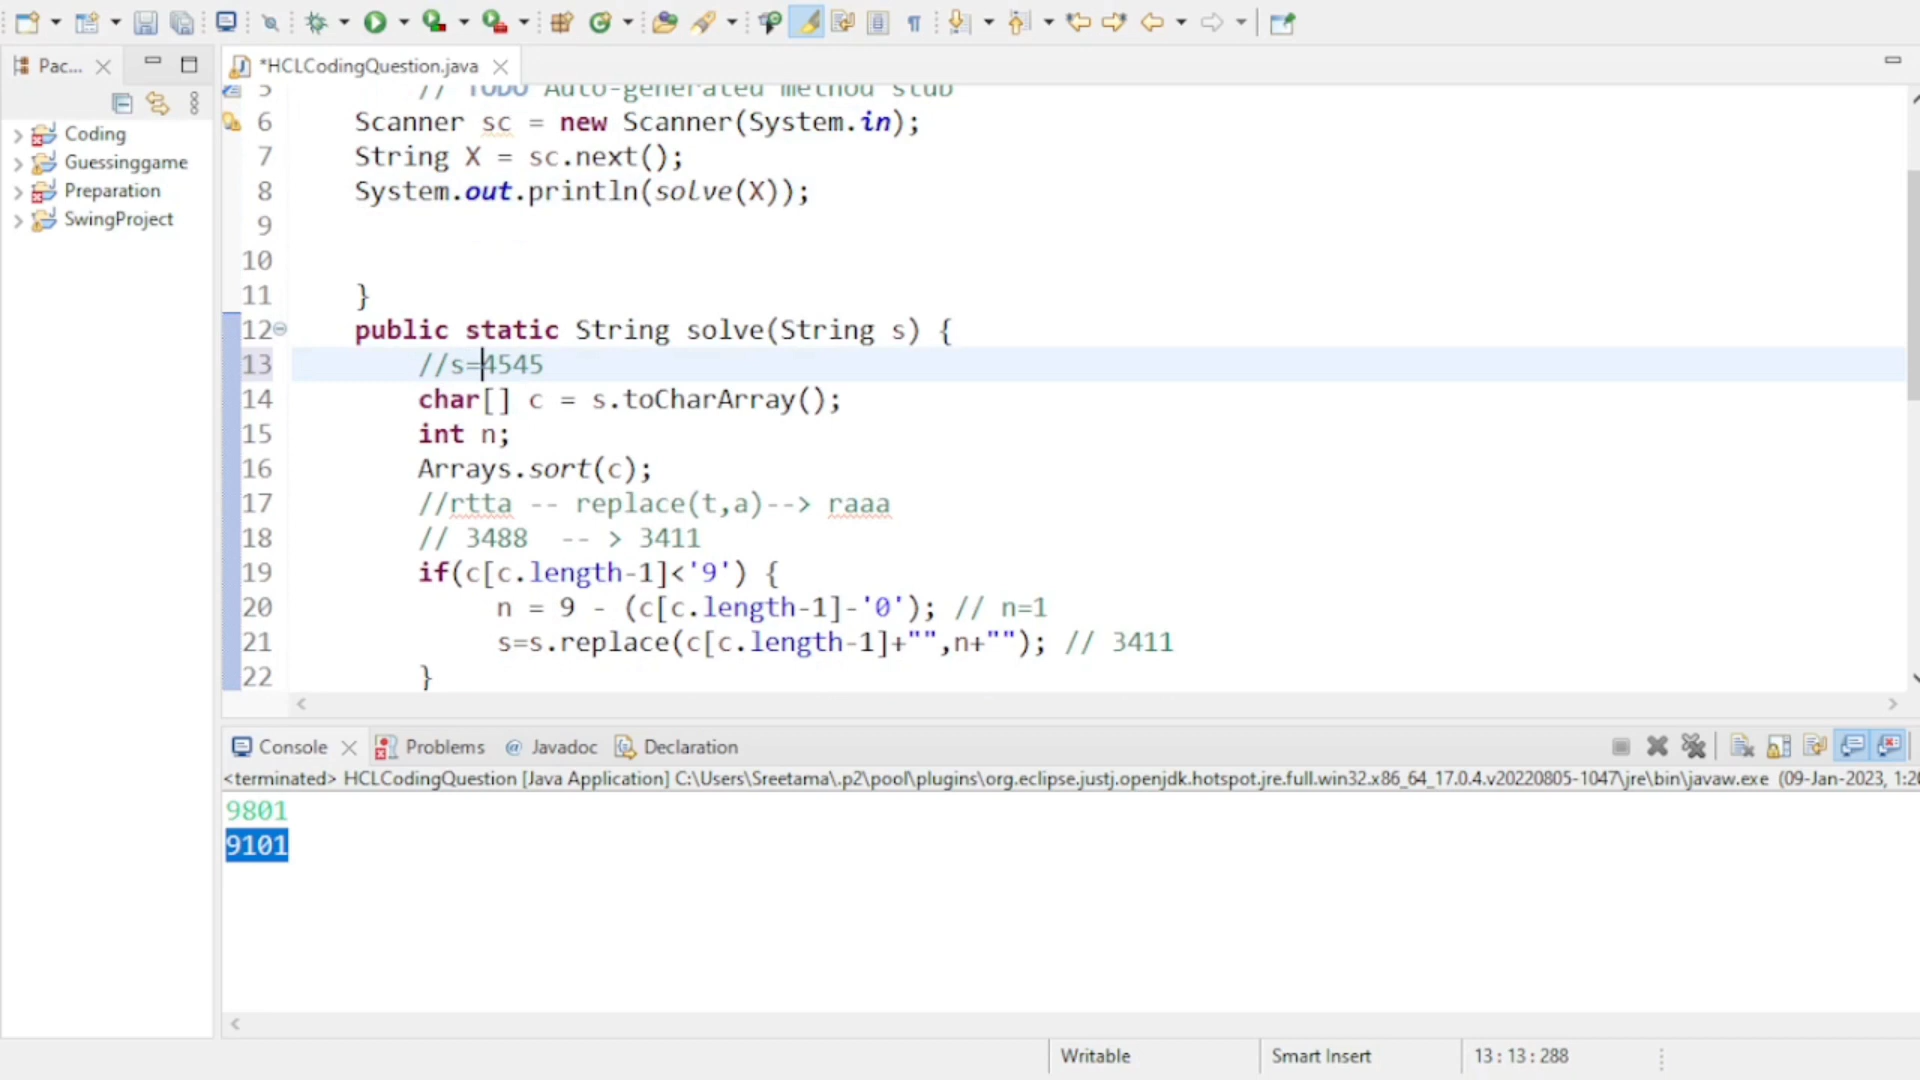 Pac...
*HCLCodingQuestion.java
Coding
Guessinggame
Preparation
SwingProject
5 // TODO Auto-generated method stub
6 Scanner sc = new Scanner(System.in);
7 String X = sc.next();
8 System.out.println(solve(X));
9
10
11 }
12 public static String solve(String s) {
13 //s=4545
14 char[] c = s.toCharArray();
15 int n;
16 Arrays.sort(c);
17 //rtta -- replace(t,a)--> raaa
18 // 3488  -- > 3411
19 if(c[c.length-1]<'9') {
20 n = 9 - (c[c.length-1]-'0'); // n=1
21 s=s.replace(c[c.length-1]+"",n+""); // 3411
22 }
Console Problems @ Javadoc Declaration
<terminated> HCLCodingQuestion [Java Application] C:\Users\Sreetama\.p2\pool\plugins\org.eclipse.justj.openjdk.hotspot.jre.full.win32.x86_64_17.0.4.v20220805-1047\jre\bin\javaw.exe (09-Jan-2023, 1:20
9801
9101
Writable Smart Insert 13 : 13 : 288